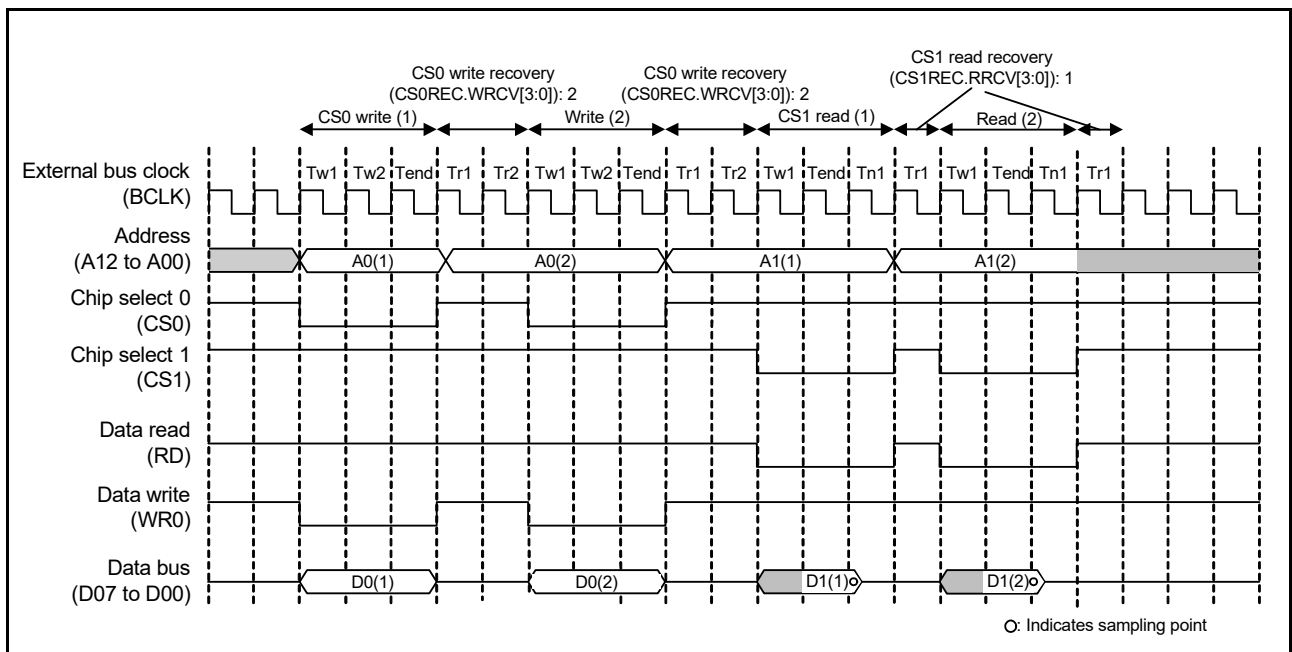 CS1 read recovery
(CS1REC.RRCV[3:0]): 1
CS0 write recovery
(CS0REC.WRCV[3:0]): 2
CS0 write recovery
(CS0REC.WRCV[3:0]): 2
CS0 write (1)
Write (2)
CS1 read (1)
Read (2)
External bus clock
(BCLK)
Tw1 Tw2 Tend Tr1 Tr2 Tw1 Tw2 Tend Tr1 Tr2 Tw1 Tend Tn1 Tr1 Tw1 Tend Tn1 Tr1
Address
(A12 to A00)
A0(1) A0(2) A1(1) A1(2)
Chip select 0
(CS0)
Chip select 1
(CS1)
Data read
(RD)
Data write
(WR0)
Data bus
(D07 to D00)
D0(1) D0(2) D1(1) D1(2)
O: Indicates sampling point